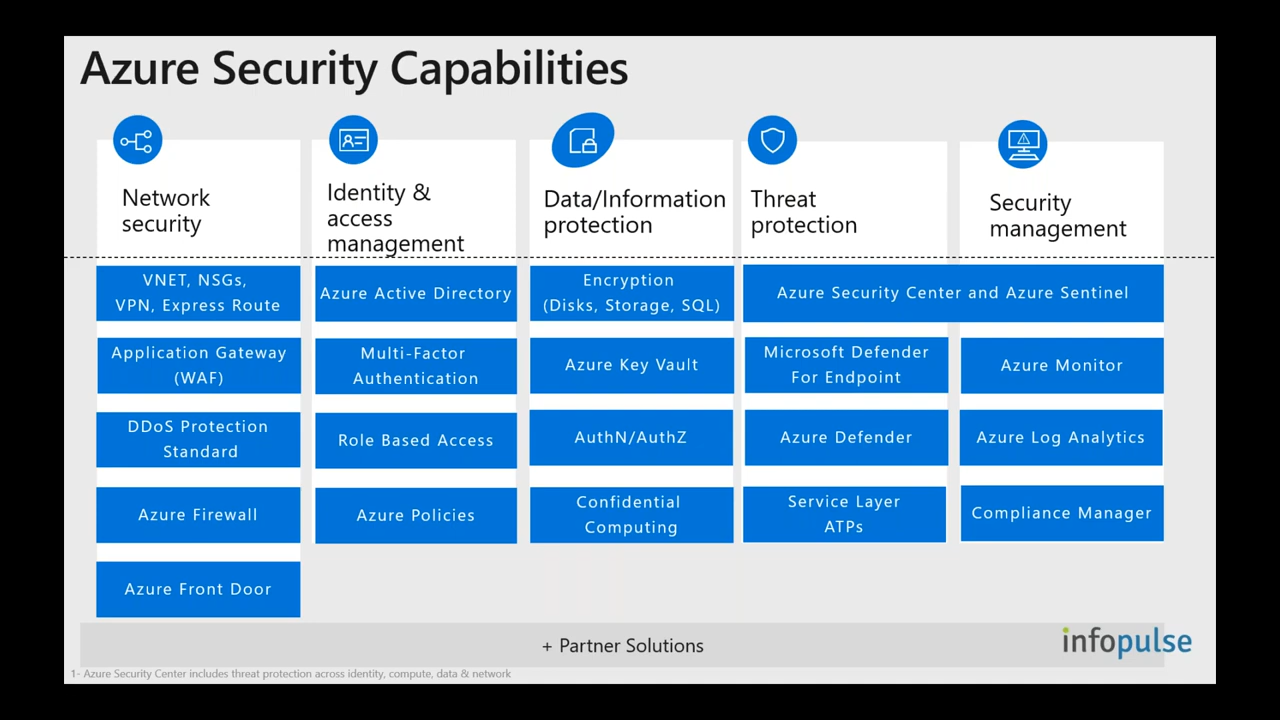 Azure Security Capabilities
Network
security
Identity &
access
management
Data/Information
protection
Threat
protection
Security
management
VNET, NSGs,
VPN, Express Route
Application Gateway
(WAF)
DDoS Protection
Standard
Azure Firewall
Azure Front Door
Azure Active Directory
Multi-Factor
Authentication
Role Based Access
Azure Policies
Encryption
(Disks, Storage, SQL)
Azure Key Vault
AuthN/AuthZ
Confidential
Computing
Azure Security Center and Azure Sentinel
Microsoft Defender
For Endpoint
Azure Defender
Service Layer
ATPs
Azure Monitor
Azure Log Analytics
Compliance Manager
+ Partner Solutions
infopulse
1- Azure Security Center includes threat protection across identity, compute, data & network